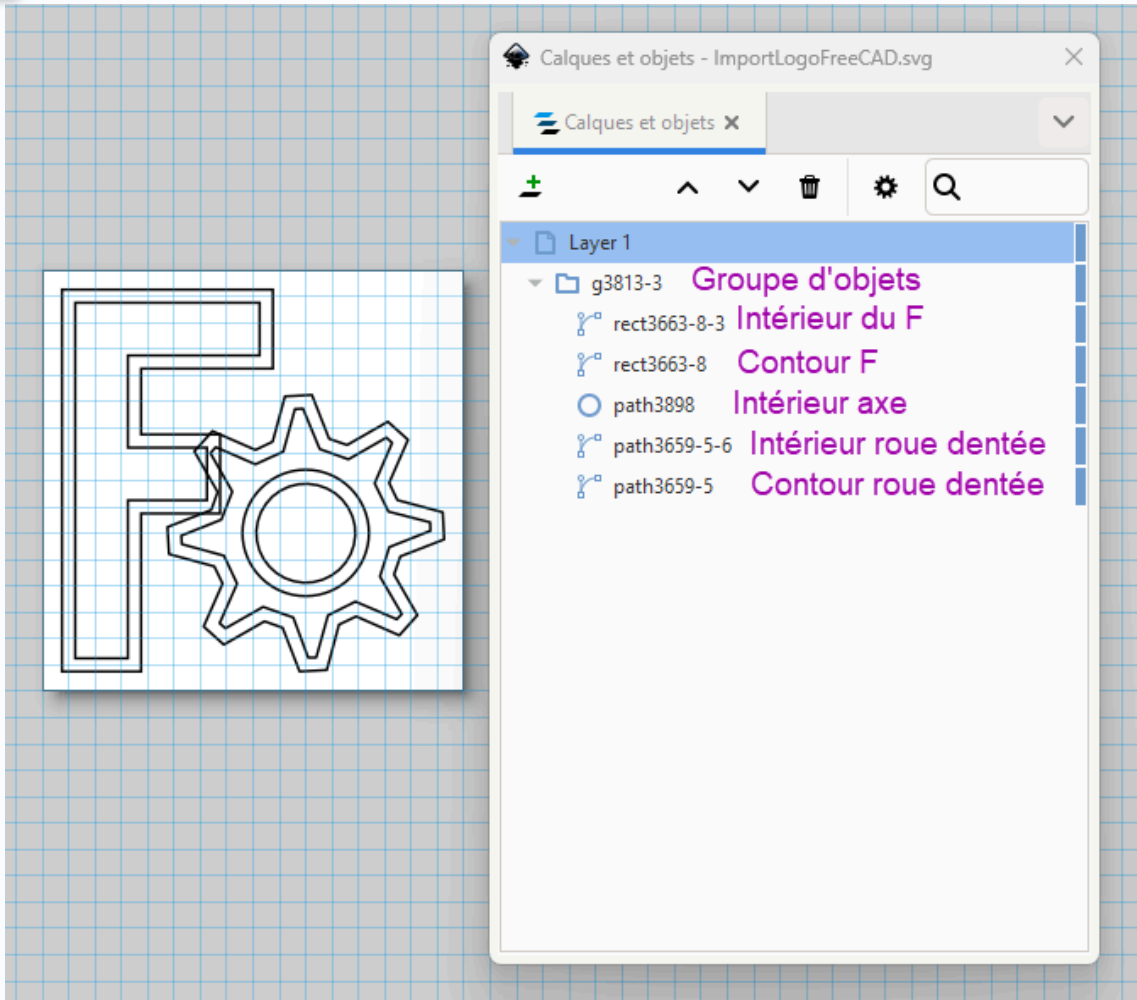 Calques et objets - ImportLogoFreeCAD.svg
Calques et objets
Layer 1
g3813-3 Groupe d'objets
rect3663-8-3 Intérieur du F
rect3663-8 Contour F
path3898 Intérieur axe
path3659-5-6 Intérieur roue dentée
path3659-5 Contour roue dentée